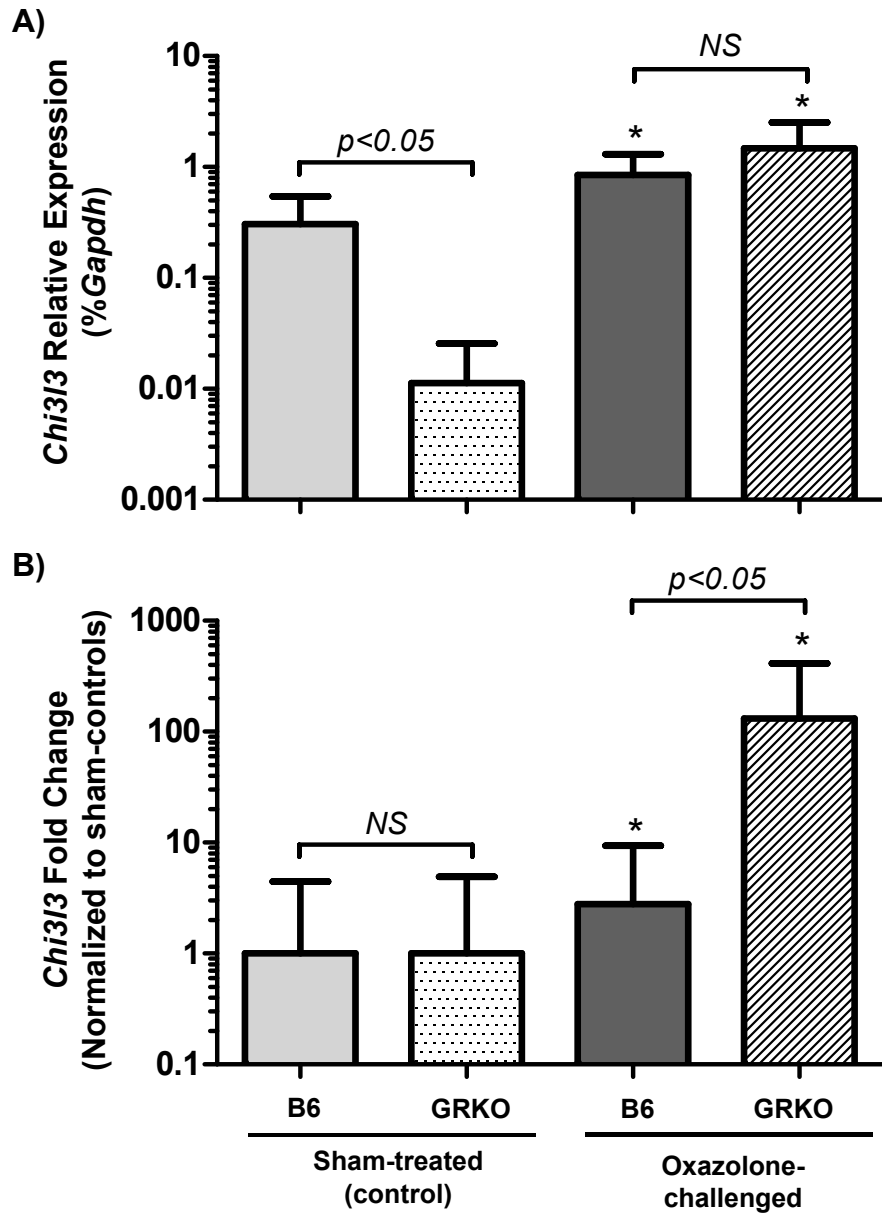 A)
Chi3l3 Relative Expression
(%Gapdh)
10
1
0.1
0.01
0.001
p<0.05
NS
*
*
B)
Chi3l3 Fold Change
(Normalized to sham-controls)
1000
100
10
1
0.1
NS
p<0.05
*
*
B6 GRKO B6 GRKO
Sham-treated
(control)
Oxazolone-
challenged